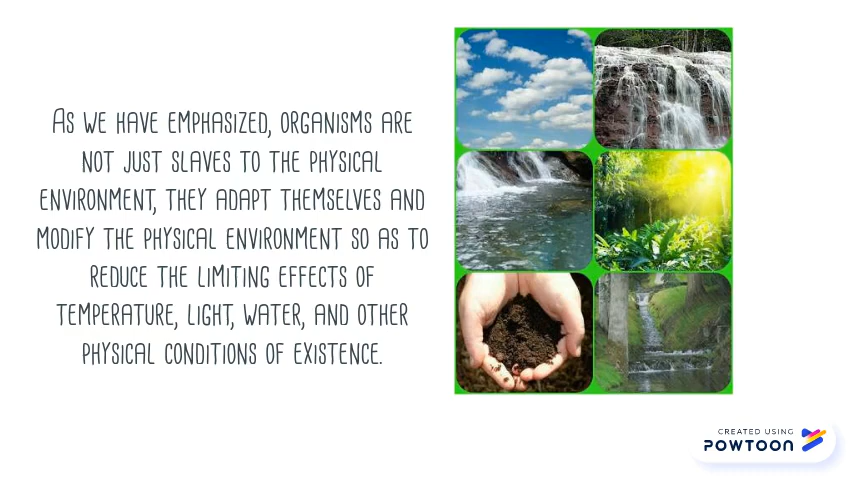 As we have emphasized, organisms are
not just slaves to the physical
environment, they adapt themselves and
modify the physical environment so as to
reduce the limiting effects of
temperature, light, water, and other
physical conditions of existence.
CREATED USING
POWTOON